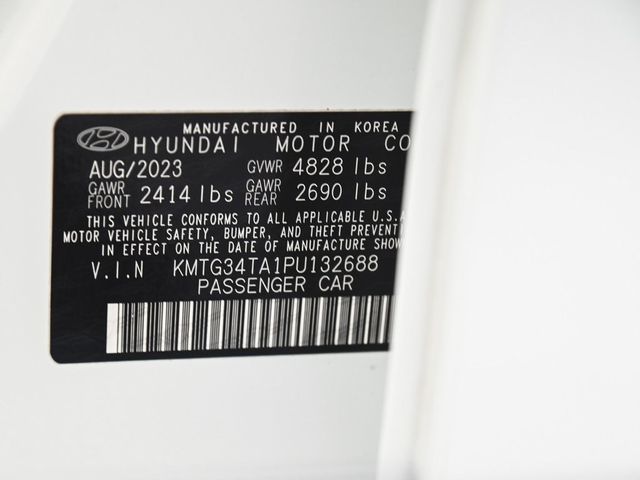 MANUFACTURED IN KOREA
HYUNDAI MOTOR CO
AUG/2023 GVWR 4828 lbs
GAWR FRONT 2414 lbs GAWR REAR 2690 lbs
THIS VEHICLE CONFORMS TO ALL APPLICABLE U.S.A
MOTOR VEHICLE SAFETY, BUMPER, AND THEFT PREVENTI
IN EFFECT ON THE DATE OF MANUFACTURE SHOW
V.I.N KMTG34TA1PU132688
PASSENGER CAR